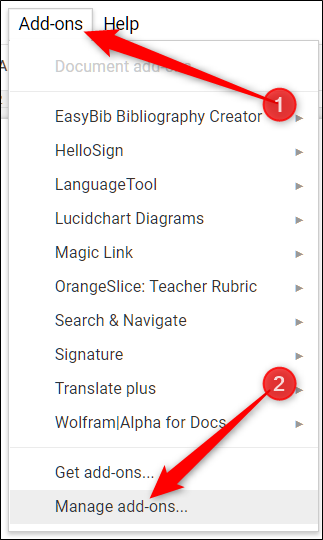 Add-ons Help
Document add-ons
1
EasyBib Bibliography Creator
HelloSign
LanguageTool
Lucidchart Diagrams
Magic Link
OrangeSlice: Teacher Rubric
Search & Navigate
Signature
2
Translate plus
Wolfram|Alpha for Docs
Get add-ons...
Manage add-ons...